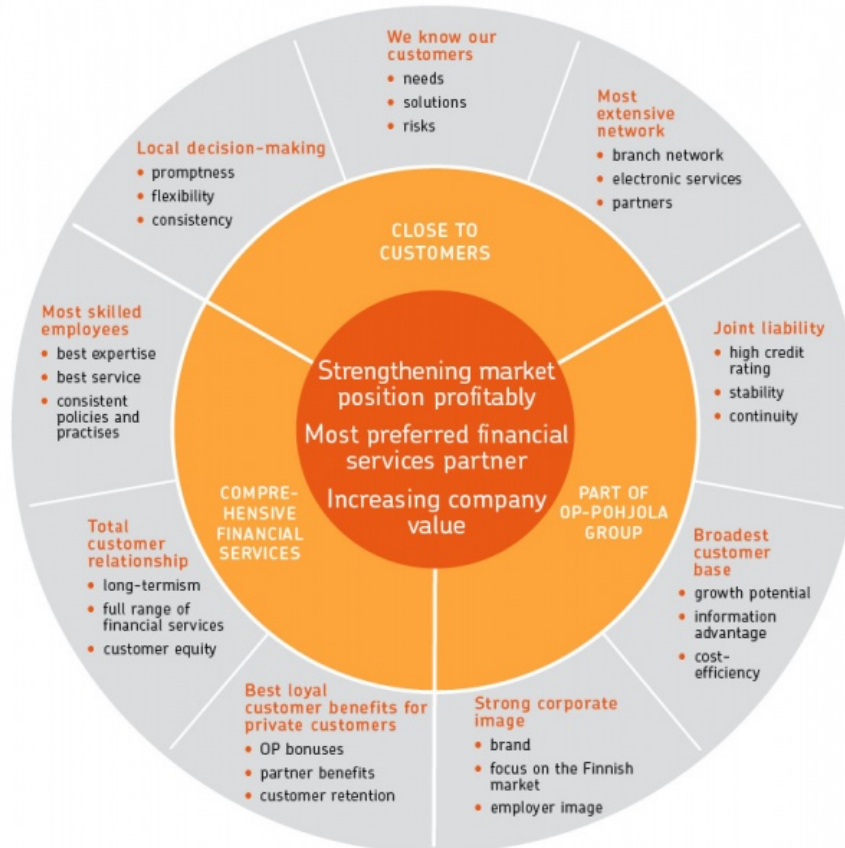 We know our
customers
• needs
• solutions
• risks
Most
extensive
network
• branch network
• electronic services
• partners
Joint liability
• high credit
rating
• stability
• continuity
Broadest
customer
base
• growth potential
• information
advantage
• cost-
efficiency
Strong corporate
image
• brand
• focus on the Finnish
market
• employer image
Best loyal
customer benefits for
private customers
• OP bonuses
• partner benefits
• customer retention
Total
customer
relationship
• long-termism
• full range of
financial services
• customer equity
Most skilled
employees
• best expertise
• best service
• consistent
policies and
practises
Local decision-making
• promptness
• flexibility
• consistency
CLOSE TO
CUSTOMERS
PART OF
OP-POHJOLA
GROUP
COMPRE-
HENSIVE
FINANCIAL
SERVICES
Strengthening market
position profitably
Most preferred financial
services partner
Increasing company
value